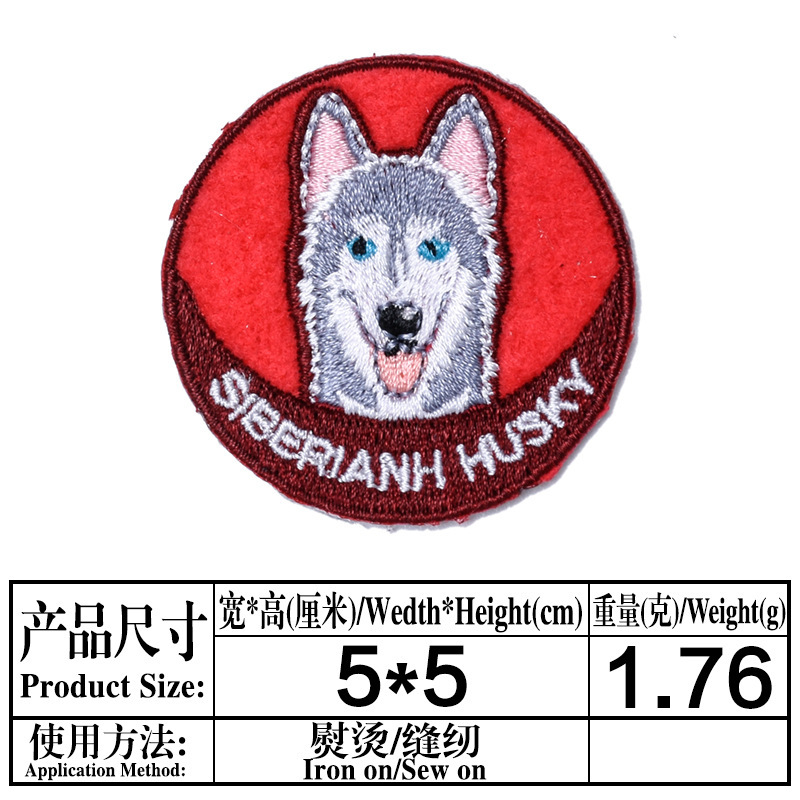 SIBERIANH HUSKY
产品尺寸
Product Size:
宽*高(厘米)/Wedth*Height(cm)
5*5
重量(克)/Weight(g)
1.76
使用方法:
Application Method:
熨烫/缝纫
Iron on/Sew on